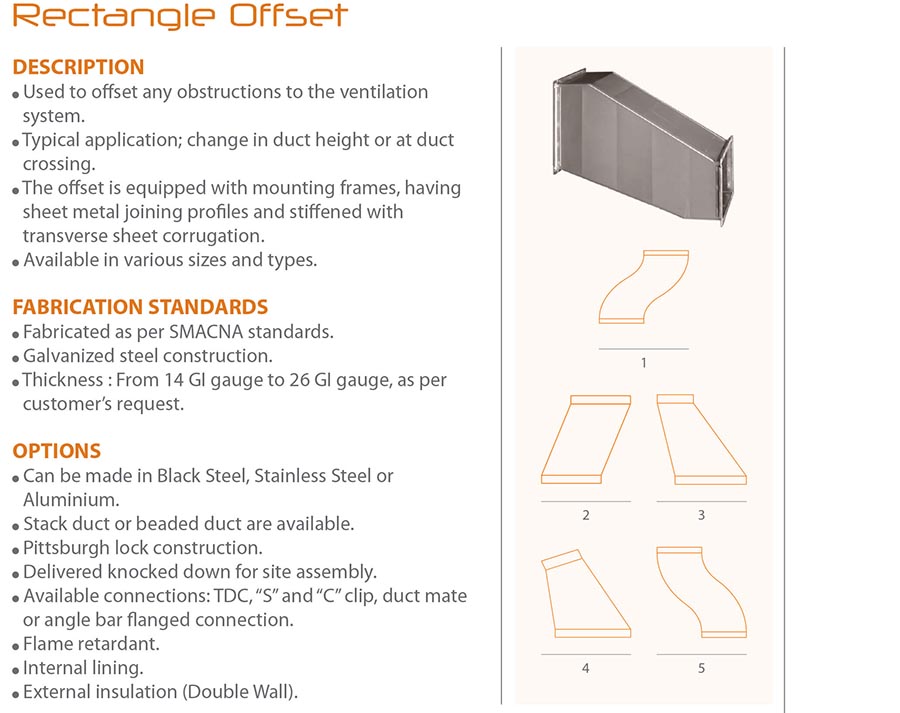 Rectangle Offset
DESCRIPTION
• Used to offset any obstructions to the ventilation
system.
• Typical application; change in duct height or at duct
crossing.
• The offset is equipped with mounting frames, having
sheet metal joining profiles and stiffened with
transverse sheet corrugation.
• Available in various sizes and types.
FABRICATION STANDARDS
• Fabricated as per SMACNA standards.
• Galvanized steel construction.
• Thickness : From 14 GI gauge to 26 GI gauge, as per
customer’s request.
OPTIONS
• Can be made in Black Steel, Stainless Steel or
Aluminium.
• Stack duct or beaded duct are available.
• Pittsburgh lock construction.
• Delivered knocked down for site assembly.
• Available connections: TDC, “S” and “C” clip, duct mate
or angle bar flanged connection.
• Flame retardant.
• Internal lining.
• External insulation (Double Wall).
1
2
3
4
5